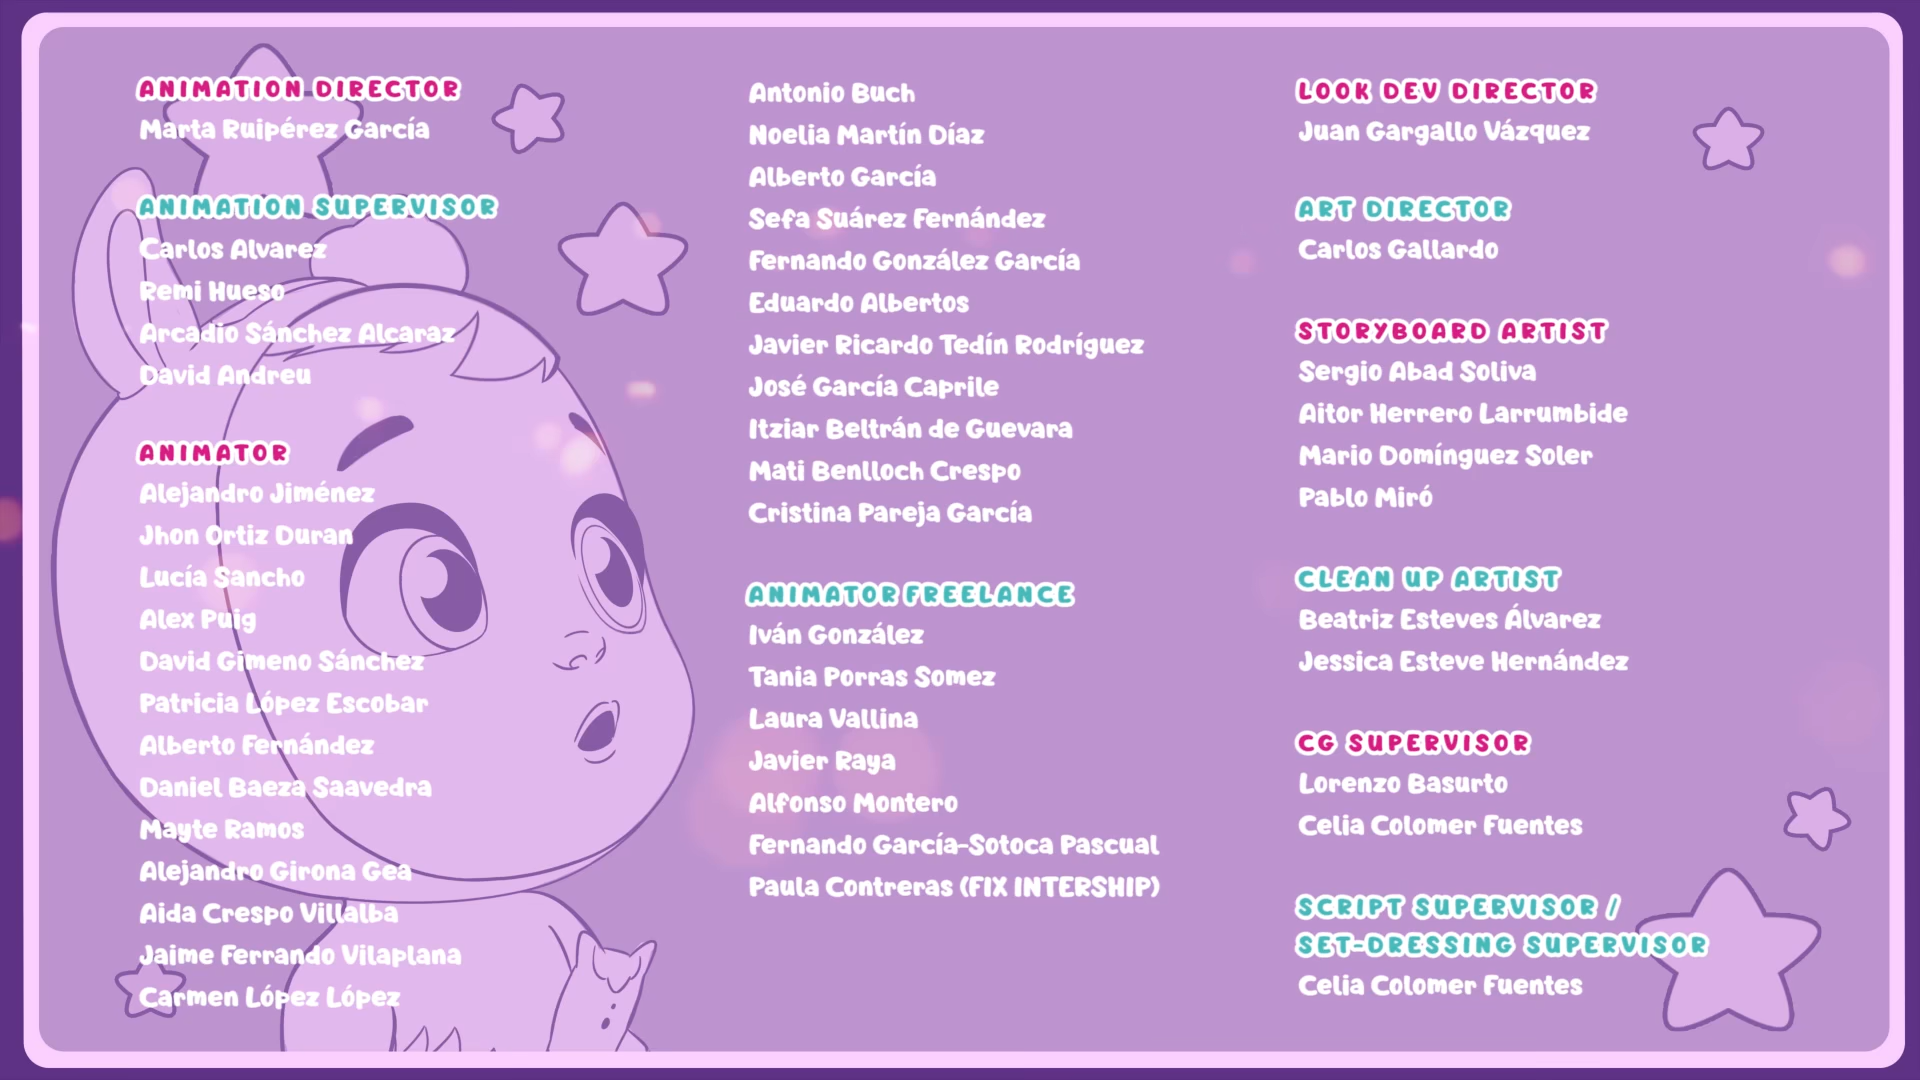 ANIMATION DIRECTOR
Marta Ruipérez García
ANIMATION SUPERVISOR
Carlos Alvarez
Remi Hueso
Arcadio Sánchez Alcaraz
David Andreu
ANIMATOR
Alejandro Jiménez
Jhon Ortiz Duran
Lucía Sancho
Alex Puig
David Gimeno Sánchez
Patricia López Escobar
Alberto Fernández
Daniel Baeza Saavedra
Mayte Ramos
Alejandro Girona Gea
Aida Crespo Villalba
Jaime Ferrando Vilaplana
Carmen López López
Antonio Buch
Noelia Martín Díaz
Alberto García
Sefa Suárez Fernández
Fernando González García
Eduardo Albertos
Javier Ricardo Tedín Rodríguez
José García Caprile
Itziar Beltrán de Guevara
Mati Benlloch Crespo
Cristina Pareja García
ANIMATOR FREELANCE
Iván González
Tania Porras Somez
Laura Vallina
Javier Raya
Alfonso Montero
Fernando García-Sotoca Pascual
Paula Contreras (FIX INTERSHIP)
LOOK DEV DIRECTOR
Juan Gargallo Vázquez
ART DIRECTOR
Carlos Gallardo
STORYBOARD ARTIST
Sergio Abad Soliva
Aitor Herrero Larrumbide
Mario Domínguez Soler
Pablo Miró
CLEAN UP ARTIST
Beatriz Esteves Álvarez
Jessica Esteve Hernández
CG SUPERVISOR
Lorenzo Basurto
Celia Colomer Fuentes
SCRIPT SUPERVISOR /
SET-DRESSING SUPERVISOR
Celia Colomer Fuentes